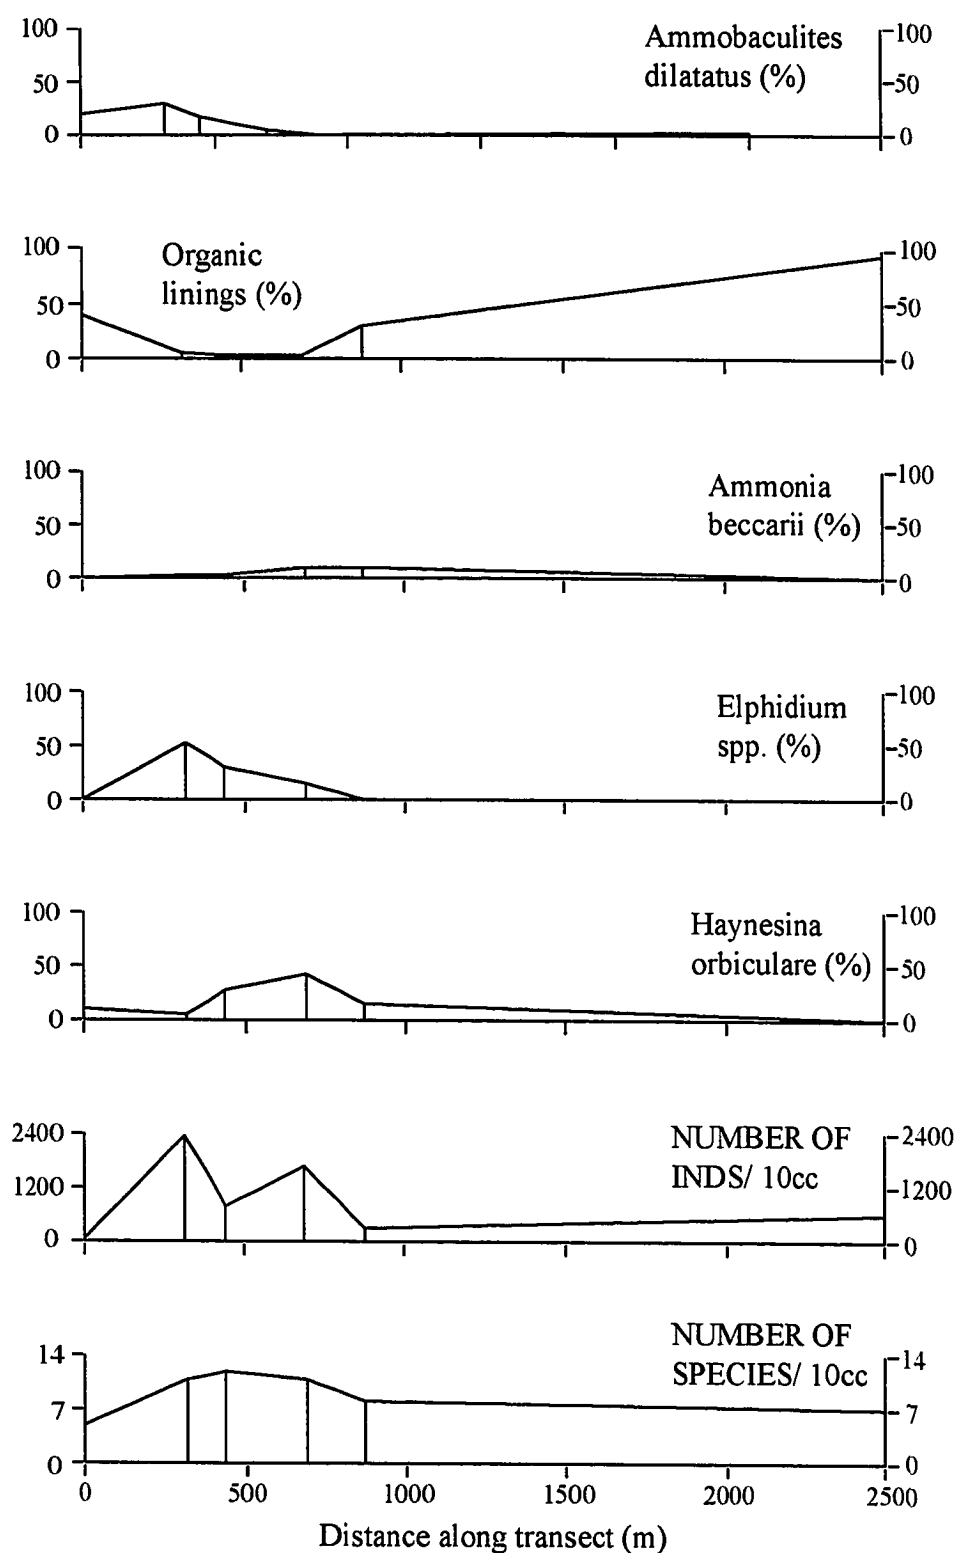 100
50
0
Ammobaculites
dilatatus (%)
100
50
0
100
50
0
Organic
linings (%)
100
50
0
100
50
0
Ammonia
beccarii (%)
100
50
0
100
50
0
Elphidium
spp. (%)
100
50
0
100
50
0
Haynesina
orbiculare (%)
100
50
0
2400
1200
0
NUMBER OF
INDS/ 10cc
2400
1200
0
14
7
0
NUMBER OF
SPECIES/ 10cc
14
7
0
0 500 1000 1500 2000 2500
Distance along transect (m)